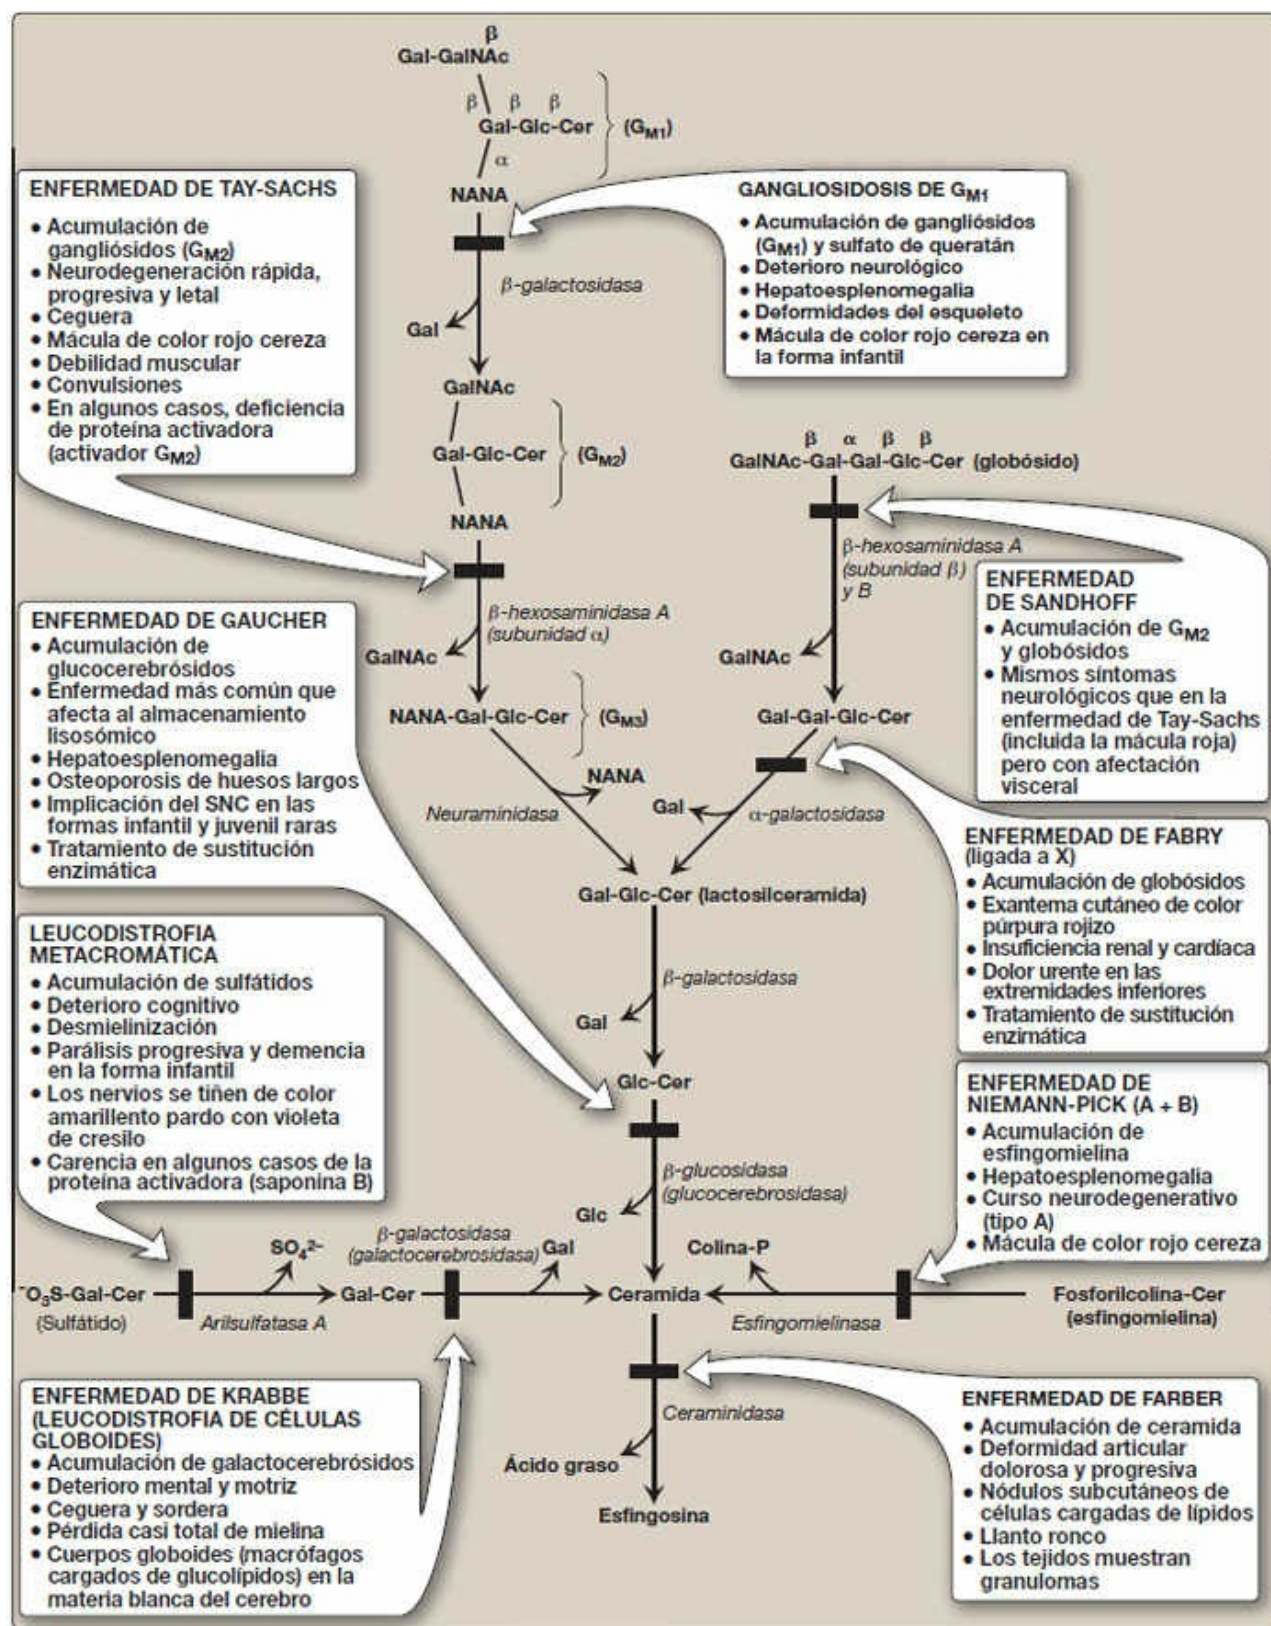 β
Gal-GalNAc
β β β
Gal-Glc-Cer (GM1)
α
NANA
β-galactosidasa
Gal
GalNAc
Gal-Glc-Cer (GM2)
NANA
β-hexosaminidasa A
(subunidad α)
GalNAc
NANA-Gal-Glc-Cer (GM3)
NANA
Neuraminidasa
ENFERMEDAD DE TAY-SACHS
• Acumulación de
gangliósidos (GM2)
• Neurodegeneración rápida,
progresiva y letal
• Ceguera
• Mácula de color rojo cereza
• Debilidad muscular
• Convulsiones
• En algunos casos, deficiencia
de proteína activadora
(activador GM2)
GANGLIOSIDOSIS DE GM1
• Acumulación de gangliósidos
(GM1) y sulfato de queratán
• Deterioro neurológico
• Hepatoesplenomegalia
• Deformidades del esqueleto
• Mácula de color rojo cereza en
la forma infantil
β α β β
GalNAc-Gal-Gal-Glc-Cer (globósido)
β-hexosaminidasa A
(subunidad β)
y B
GalNAc
Gal-Gal-Glc-Cer
Gal
α-galactosidasa
ENFERMEDAD
DE SANDHOFF
• Acumulación de GM2
y globósidos
• Mismos síntomas
neurológicos que en la
enfermedad de Tay-Sachs
(incluida la mácula roja)
pero con afectación
visceral
ENFERMEDAD DE GAUCHER
• Acumulación de
glucocerebrósidos
• Enfermedad más común que
afecta al almacenamiento
lisosómico
• Hepatoesplenomegalia
• Osteoporosis de huesos largos
• Implicación del SNC en las
formas infantil y juvenil raras
• Tratamiento de sustitución
enzimática
ENFERMEDAD DE FABRY
(ligada a X)
• Acumulación de globósidos
• Exantema cutáneo de color
púrpura rojizo
• Insuficiencia renal y cardíaca
• Dolor urente en las
extremidades inferiores
• Tratamiento de sustitución
enzimática
Gal-Glc-Cer (lactosilceramida)
β-galactosidasa
Gal
Glc-Cer
β-glucosidasa
(glucocerebrosidasa)
Glc
LEUCODISTROFIA
METACROMÁTICA
• Acumulación de sulfátidos
• Deterioro cognitivo
• Desmielinización
• Parálisis progresiva y demencia
en la forma infantil
• Los nervios se tiñen de color
amarillento pardo con violeta
de cresilo
• Carencia en algunos casos de la
proteína activadora (saponina B)
ENFERMEDAD DE
NIEMANN-PICK (A + B)
• Acumulación de
esfingomielina
• Hepatoesplenomegalia
• Curso neurodegenerativo
(tipo A)
• Mácula de color rojo cereza
SO4 2–
β-galactosidasa
(galactocerebrosidasa)
Gal
Colina-P
–O3S-Gal-Cer
(Sulfátido)
Arilsulfatasa A
Gal-Cer
Ceramida
Esfingomielinasa
Fosforilcolina-Cer
(esfingomielina)
Ceraminidasa
Ácido graso
Esfingosina
ENFERMEDAD DE KRABBE
(LEUCODISTROFIA DE CÉLULAS
GLOBOIDES)
• Acumulación de galactocerebrósidos
• Deterioro mental y motriz
• Ceguera y sordera
• Pérdida casi total de mielina
• Cuerpos globoides (macrófagos
cargados de glucolípidos) en la
materia blanca del cerebro
ENFERMEDAD DE FARBER
• Acumulación de ceramida
• Deformidad articular
dolorosa y progresiva
• Nódulos subcutáneos de
células cargadas de lípidos
• Llanto ronco
• Los tejidos muestran
granulomas